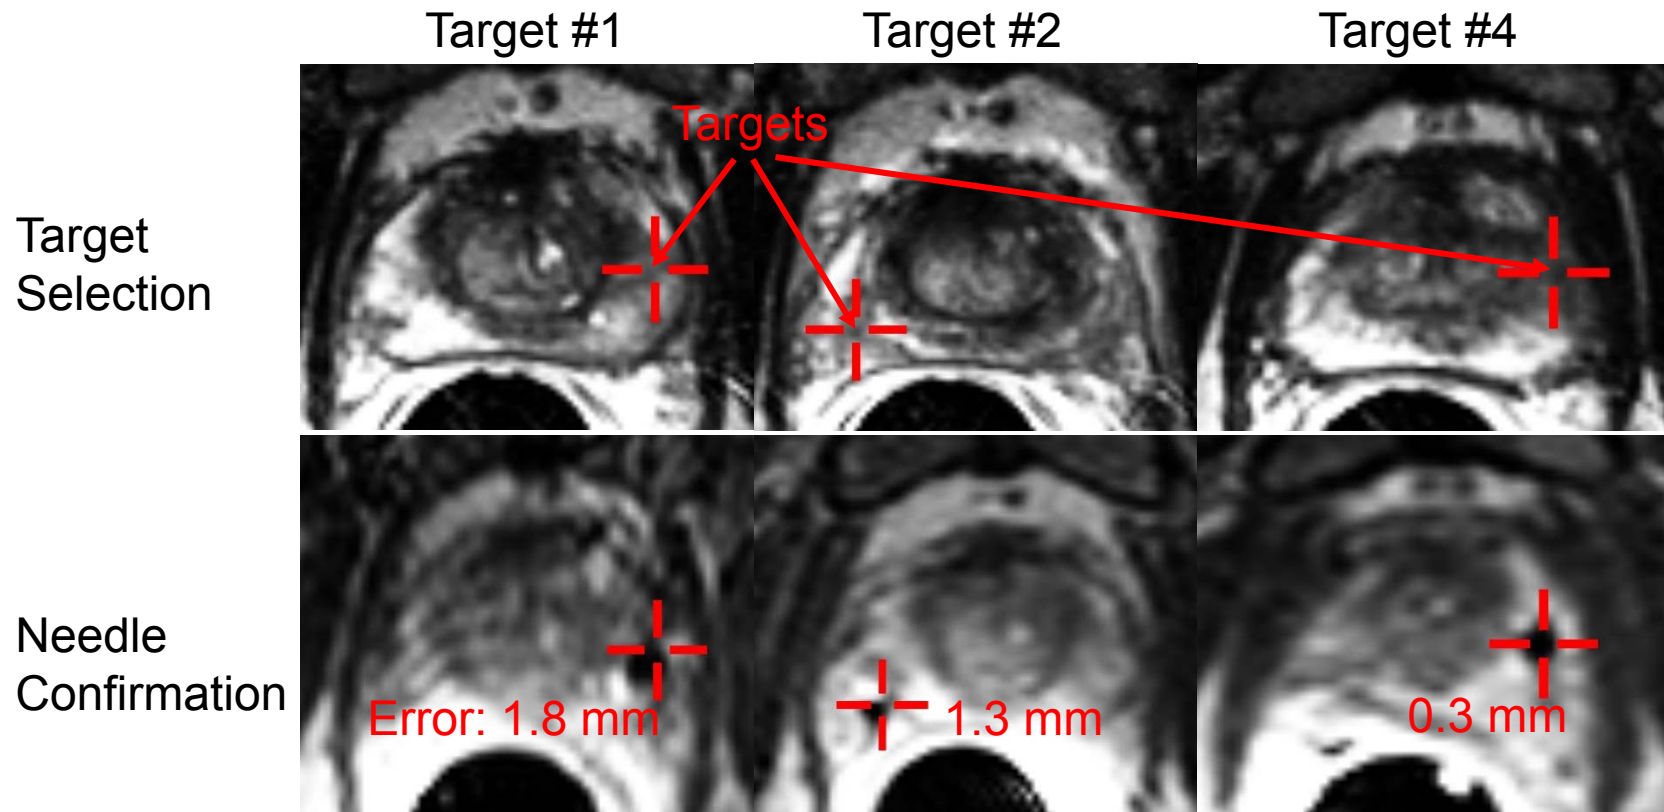 Target #1
Target #2
Target #4
Targets
Target
Selection
Needle
Confirmation
Error: 1.8 mm
1.3 mm
0.3 mm